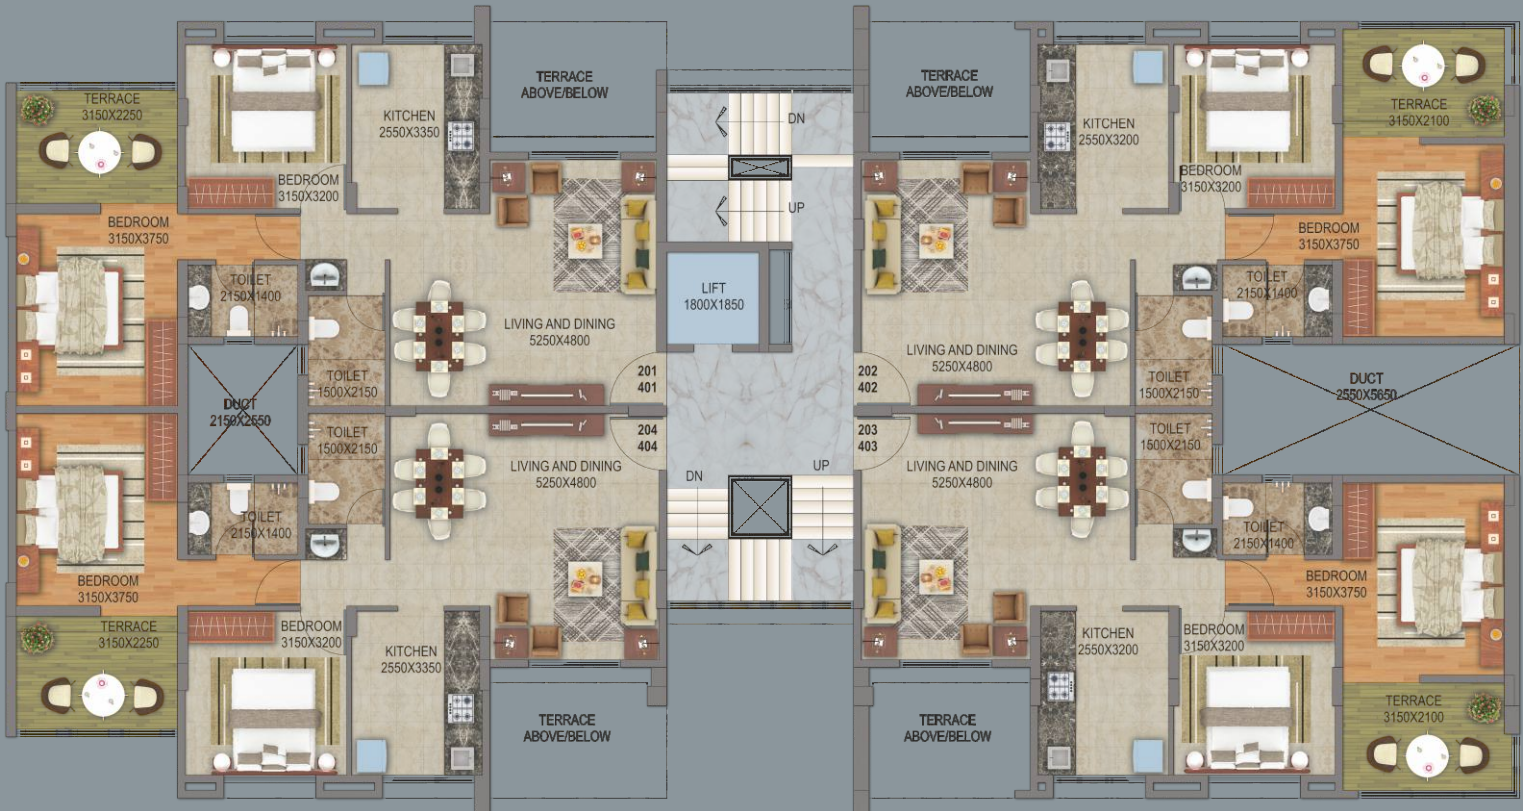 TERRACE
3150X2250
BEDROOM
3150X3200
KITCHEN
2550X3350
TERRACE
ABOVE/BELOW
DN
UP
TERRACE
ABOVE/BELOW
KITCHEN
2550X3200
BEDROOM
3150X3200
TERRACE
3150X2100
BEDROOM
3150X3750
TOILET
2150X1400
LIVING AND DINING
5250X4800
LIFT
1800X1850
LIVING AND DINING
5250X4800
TOILET
2150X1400
BEDROOM
3150X3750
DUCT
2150X2550
TOILET
1500X2150
201
401
202
402
TOILET
1500X2150
DUCT
2550X5650
TOILET
1500X2150
204
404
203
403
TOILET
1500X2150
BEDROOM
3150X3750
TOILET
2150X1400
LIVING AND DINING
5250X4800
DN
UP
LIVING AND DINING
5250X4800
TOILET
2150X1400
BEDROOM
3150X3750
TERRACE
3150X2250
BEDROOM
3150X3200
KITCHEN
2550X3350
TERRACE
ABOVE/BELOW
TERRACE
ABOVE/BELOW
KITCHEN
2550X3200
BEDROOM
3150X3200
TERRACE
3150X2100